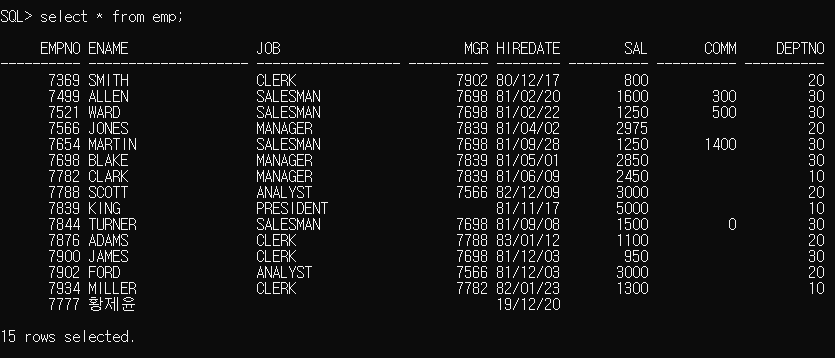 SQL> select * from emp;
EMPNO ENAME JOB MGR HIREDATE SAL COMM DEPTNO
---------- -------------------- ------------------ ---------- -------- ---------- ---------- ----------
7369 SMITH CLERK 7902 80/12/17 800 20
7499 ALLEN SALESMAN 7698 81/02/20 1600 300 30
7521 WARD SALESMAN 7698 81/02/22 1250 500 30
7566 JONES MANAGER 7839 81/04/02 2975 20
7654 MARTIN SALESMAN 7698 81/09/28 1250 1400 30
7698 BLAKE MANAGER 7839 81/05/01 2850 30
7782 CLARK MANAGER 7839 81/06/09 2450 10
7788 SCOTT ANALYST 7566 82/12/09 3000 20
7839 KING PRESIDENT 81/11/17 5000 10
7844 TURNER SALESMAN 7698 81/09/08 1500 0 30
7876 ADAMS CLERK 7788 83/01/12 1100 20
7900 JAMES CLERK 7698 81/12/03 950 30
7902 FORD ANALYST 7566 81/12/03 3000 20
7934 MILLER CLERK 7782 82/01/23 1300 10
7777 황제윤 19/12/20
15 rows selected.